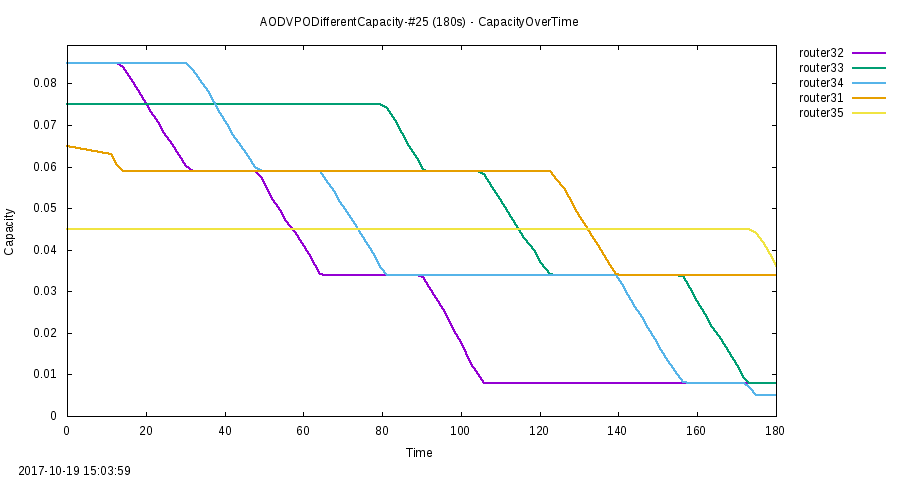 AODVPODifferentCapacity-#25 (180s) - CapacityOverTime
router32
router33
router34
router31
router35
0.08
0.07
0.06
0.05
0.04
0.03
0.02
0.01
0
Capacity
0 20 40 60 80 100 120 140 160 180
Time
2017-10-19 15:03:59